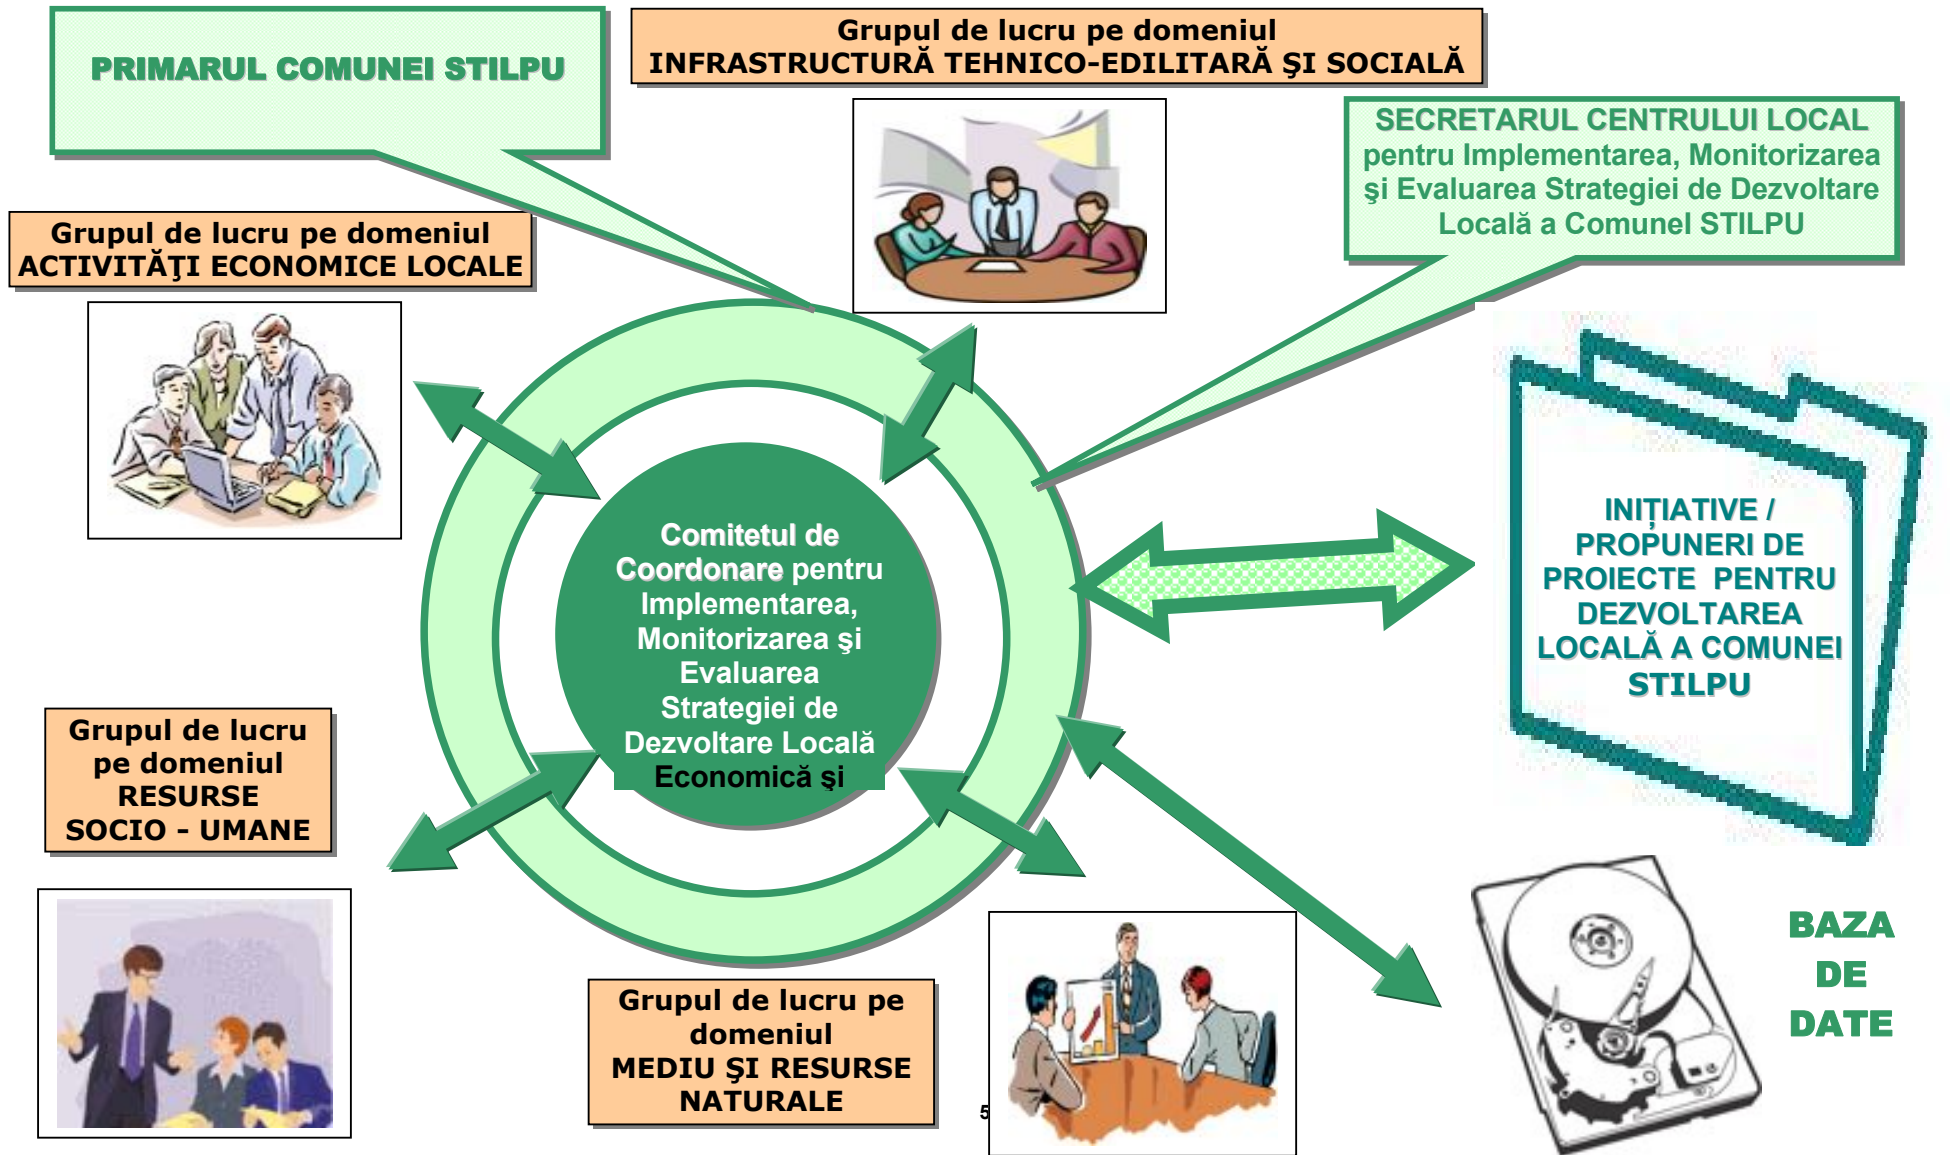 PRIMARUL COMUNEI STILPU
Grupul de lucru pe domeniul
INFRASTRUCTURĂ TEHNICO-EDILITARĂ ŞI SOCIALĂ
SECRETARUL CENTRULUI LOCAL
pentru Implementarea, Monitorizarea
şi Evaluarea Strategiei de Dezvoltare
Locală a Comunel STILPU
Grupul de lucru pe domeniul
ACTIVITĂŢI ECONOMICE LOCALE
Comitetul de
Coordonare pentru
Implementarea,
Monitorizarea şi
Evaluarea
Strategiei de
Dezvoltare Locală
Economică şi
INIȚIATIVE /
PROPUNERI DE
PROIECTE PENTRU
DEZVOLTAREA
LOCALĂ A COMUNEI
STILPU
Grupul de lucru
pe domeniul
RESURSE
SOCIO - UMANE
Grupul de lucru pe
domeniul
MEDIU ŞI RESURSE
NATURALE
5
BAZA
DE
DATE